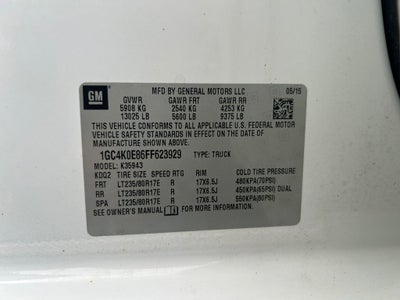 GM
MFD BY GENERAL MOTORS LLC
05/15
GVWR GAWR FRT GAWR RR
5908 KG 2540 KG 4253 KG
13025 LB 5600 LB 9375 LB
THIS VEHICLE CONFORMS TO ALL APPLICABLE U.S. FEDERAL MOTOR
VEHICLE SAFETY STANDARDS IN EFFECT ON THE DATE OF
MANUFACTURE SHOWN ABOVE.
1GC4K0E86FF623929 TYPE: TRUCK
MODEL: K35943
KDQ2 TIRE SIZE SPEED RTG RIM COLD TIRE PRESSURE
FRT LT235/80R17E R 17X6.5J 480KPA(70PSI)
RR LT235/80R17E R 17X6.5J 450KPA(65PSI) DUAL
SPA LT235/80R17E R 17X6.5J 550KPA(80PSI)
SEE OWNER'S MANUAL FOR MORE INFORMATION.